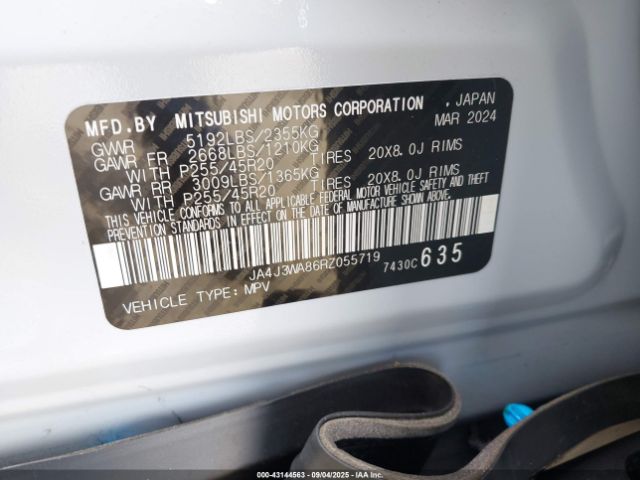 MFD.BY MITSUBISHI MOTORS CORPORATION , JAPAN
GVWR 5192LBS/2355KG MAR 2024
GAWR FR 2668LBS/1210KG
WITH P255/45R20 TIRES 20X8.0J RIMS
GAWR RR 3009LBS/1365KG
WITH P255/45R20 TIRES 20X8.0J RIMS
THIS VEHICLE CONFORMS TO ALL APPLICABLE FEDERAL MOTOR VEHICLE SAFETY AND THEFT
PREVENTION STANDARDS IN EFFECT ON THE DATE OF MANUFACTURE SHOWN ABOVE.
JA4J3WA86RZ055719 7430C 635
VEHICLE TYPE: MPV
000-43144563 - 09/04/2025 - IAAI.COM